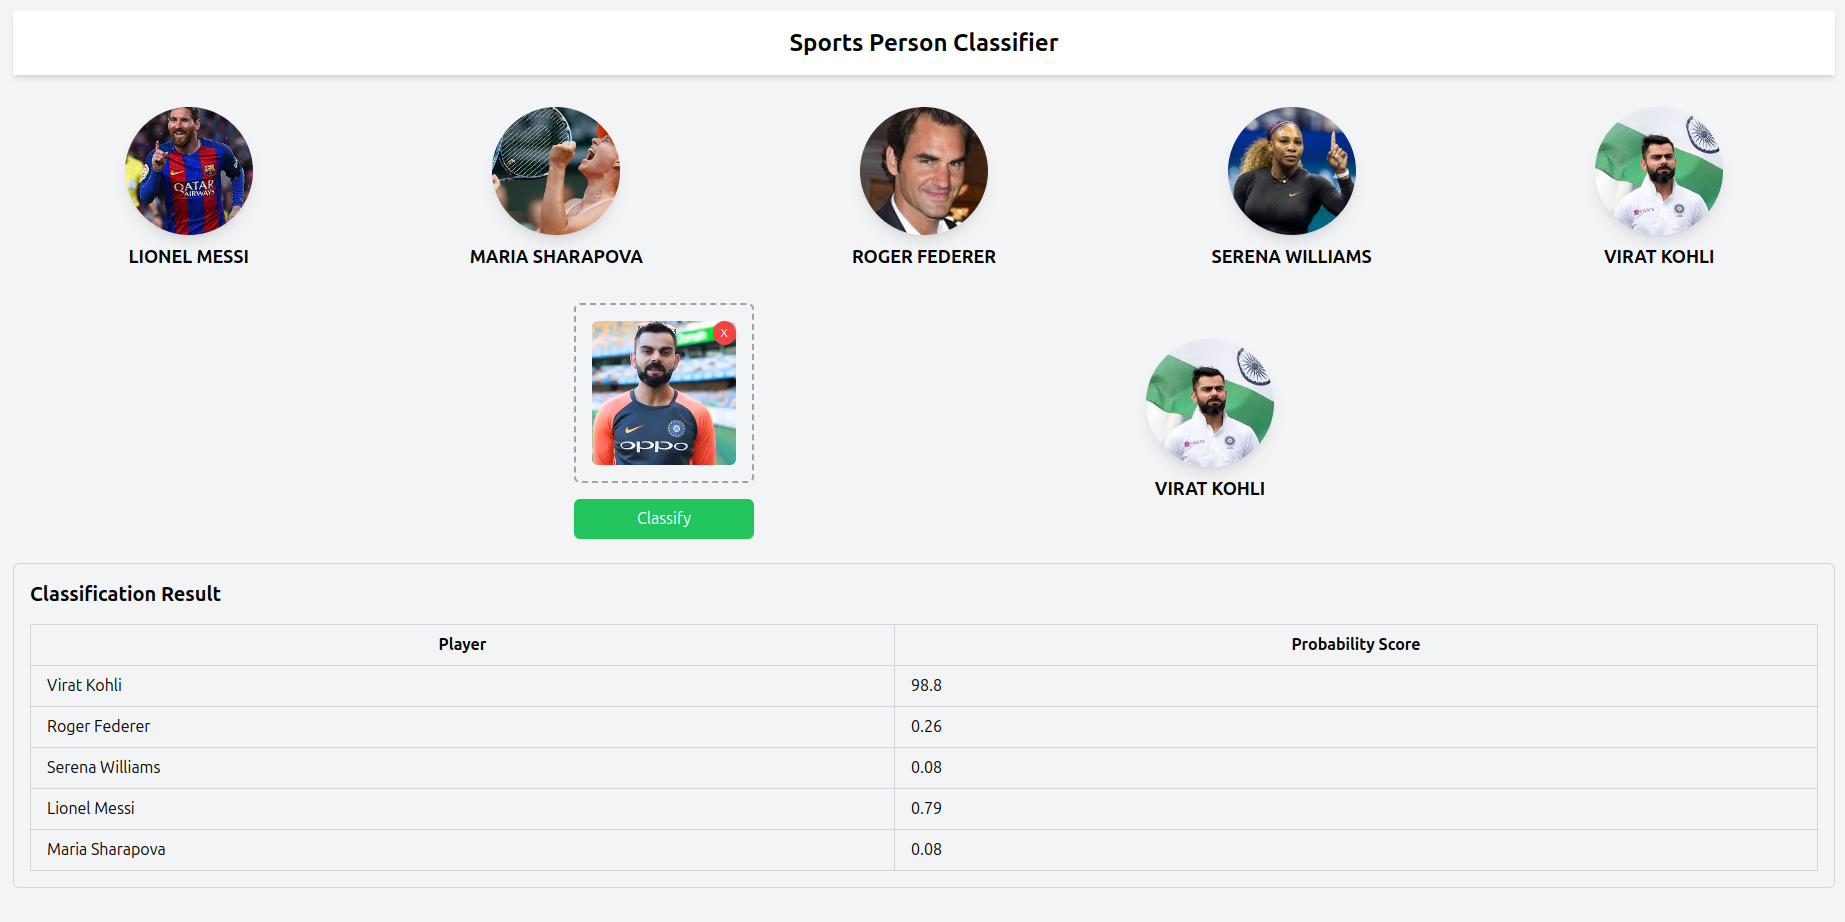 Sports Person Classifier
QATAR
AIRWAYS
LIONEL MESSI
MARIA SHARAPOVA
ROGER FEDERER
SERENA WILLIAMS
VIRAT KOHLI
X
oppo
Classify
VIRAT KOHLI
Classification Result
Player Probability Score
Virat Kohli 98.8
Roger Federer 0.26
Serena Williams 0.08
Lionel Messi 0.79
Maria Sharapova 0.08